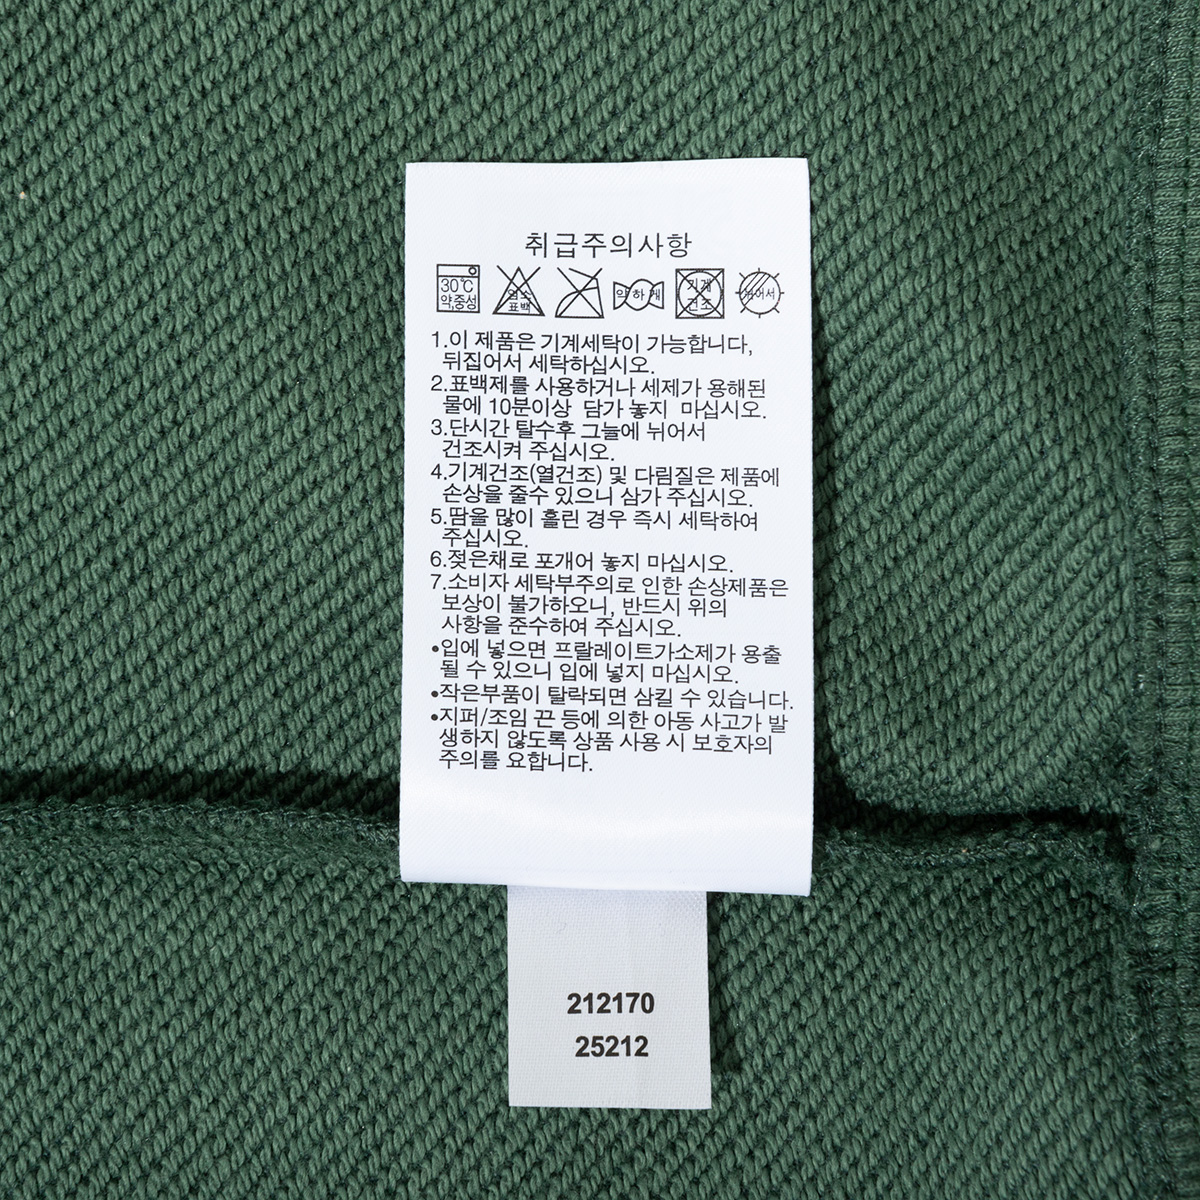 취급주의사항
30℃ 약,중성 염소 표백 약하게 기계 건조 뉘어서
1.이 제품은 기계세탁이 가능합니다,
뒤집어서 세탁하십시오.
2.표백제를 사용하거나 세제가 용해된
물에 10분이상 담가 놓지 마십시오.
3.단시간 탈수후 그늘에 뉘어서
건조시켜 주십시오.
4.기계건조(열건조) 및 다림질은 제품에
손상을 줄수 있으니 삼가 주십시오.
5.땀을 많이 흘린 경우 즉시 세탁하여
주십시오.
6.젖은채로 포개어 놓지 마십시오.
7.소비자 세탁부주의로 인한 손상제품은
보상이 불가하오니, 반드시 위의
사항을 준수하여 주십시오.
•입에 넣으면 프랄레이트가소제가 용출
될 수 있으니 입에 넣지 마십시오.
•작은부품이 탈락되면 삼킬 수 있습니다.
•지퍼/조임 끈 등에 의한 아동 사고가 발
생하지 않도록 상품 사용 시 보호자의
주의를 요합니다.
212170
25212